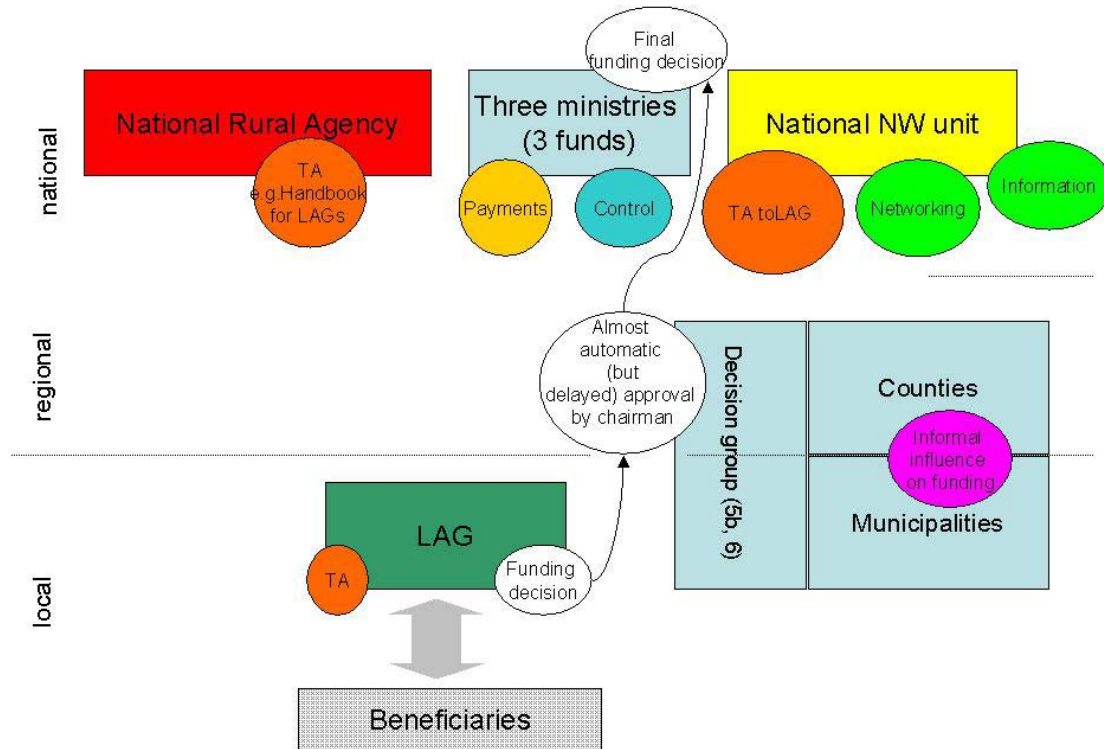 Final
funding decision
National Rural Agency
Three ministries
(3 funds)
National NW unit
national
TA
e.g.Handbook
for LAGs
Payments
Control
TA toLAG
Networking
Information
regional
Almost
automatic
(but
delayed) approval
by chairman
Decision group (5b, 6)
Counties
Informal
influence
on funding
Municipalities
local
LAG
TA
Funding
decision
Beneficiaries